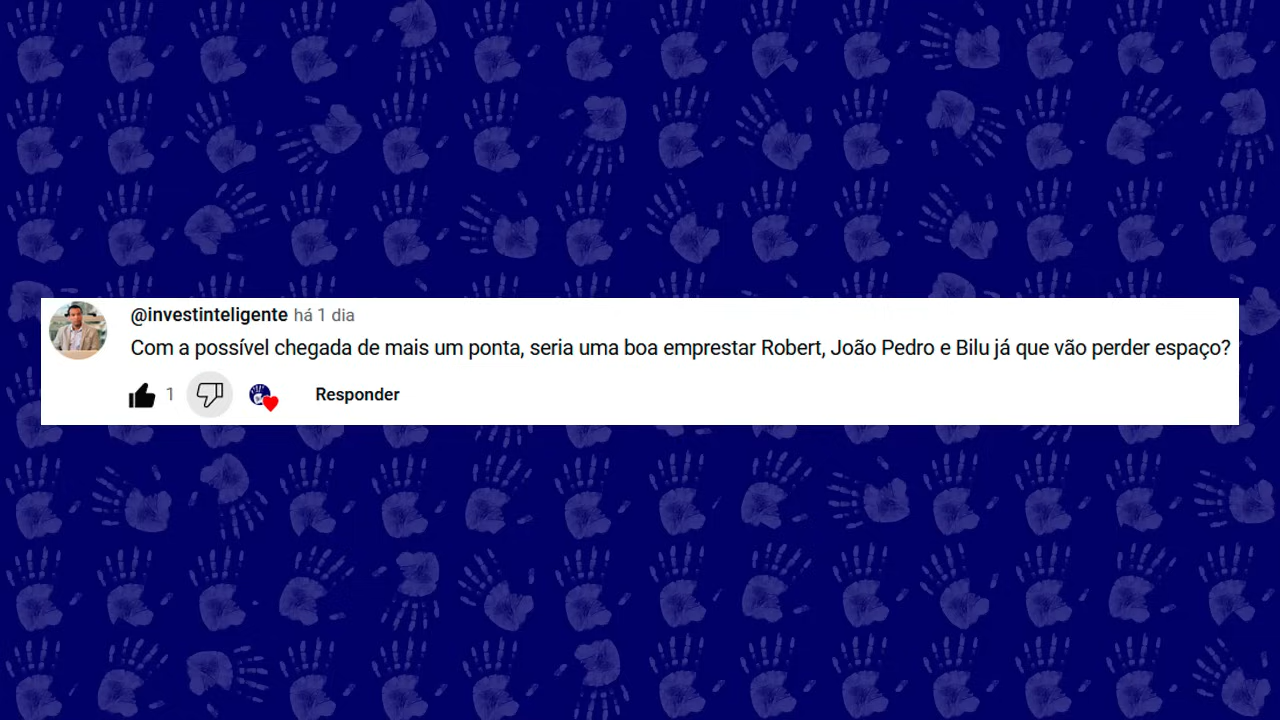 @investinteligente há 1 dia
Com a possível chegada de mais um ponta, seria uma boa emprestar Robert, João Pedro e Bilu já que vão perder espaço?
1 Responder